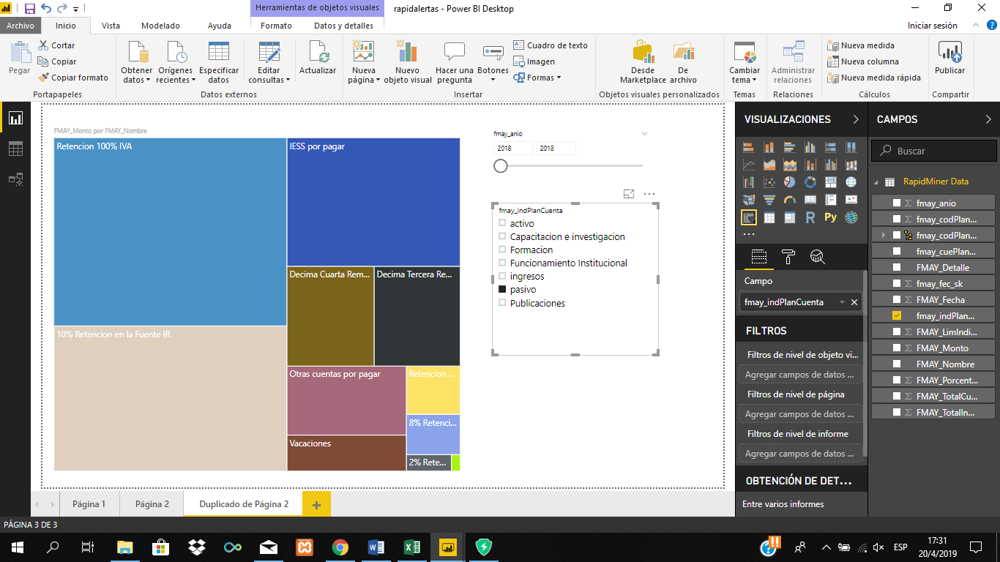 Herramientas de objetos visuales
rapidalertas - Power BI Desktop
Archivo
Inicio
Vista
Modelado
Ayuda
Formato
Datos y detalles
Iniciar sesión
Pegar
Cortar
Copiar
Copiar formato
Portapapeles
Obtener datos
Orígenes recientes
Especificar datos
Editar consultas
Actualizar
Datos externos
Nueva página
Nuevo objeto visual
Hacer una pregunta
Botones
Cuadro de texto
Imagen
Formas
Insertar
Desde Marketplace
De archivo
Objetos visuales personalizados
Cambiar tema
Temas
Administrar relaciones
Relaciones
Nueva medida
Nueva columna
Nueva medida rápida
Cálculos
Publicar
Compartir
FMAY_Monto por FMAY_Nombre
Retencion 100% IVA
IESS por pagar
10% Retencion en la Fuente IR
Decima Cuarta Rem...
Decima Tercera Re...
Otras cuentas por pagar
Retencion ...
8% Retenci...
Vacaciones
2% Rete...
fmay_anio
2018
2018
fmay_indPlanCuenta
activo
Capacitacion e investigacion
Formacion
Funcionamiento Institucional
ingresos
pasivo
Publicaciones
VISUALIZACIONES
R
Py
Campo
fmay_indPlanCuenta
FILTROS
Filtros de nivel de objeto vi...
Agregar campos de datos ...
Filtros de nivel de página
Agregar campos de datos ...
Filtros de nivel de informe
Agregar campos de datos ...
OBTENCIÓN DE DET...
Entre varios informes
CAMPOS
Buscar
RapidMiner Data
fmay_anio
fmay_codPlan...
fmay_codPlan...
fmay_cuePlan...
FMAY_Detalle
fmay_fec_sk
FMAY_Fecha
fmay_indPlan...
FMAY_LimIndi...
FMAY_Monto
FMAY_Nombre
FMAY_Porcent...
FMAY_TotalCu...
FMAY_TotalIn...
Página 1
Página 2
Duplicado de Página 2
PÁGINA 3 DE 3
ESP
17:31
20/4/2019